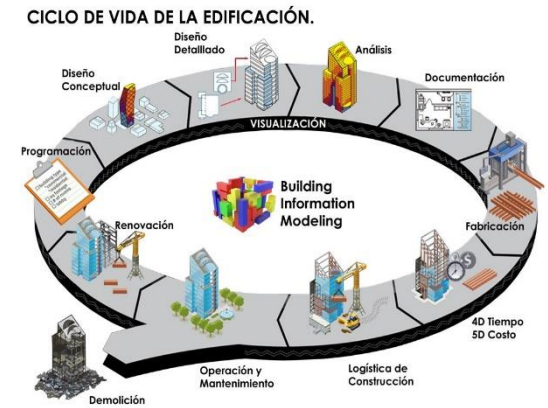 CICLO DE VIDA DE LA EDIFICACIÓN.
Diseño
Detalllado
Análisis
Diseño
Conceptual
Documentación
VISUALIZACIÓN
Programación
Building
Information
Modeling
Renovación
Fabricación
4D Tiempo
5D Costo
Logística de
Construcción
Operación y
Mantenimiento
Demolición